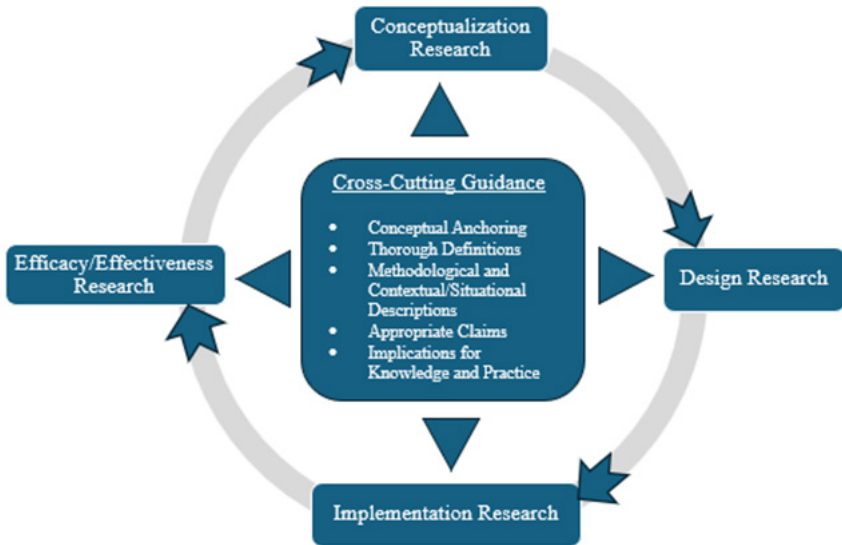 Conceptualization
Research
Cross-Cutting Guidance
• Conceptual Anchoring
• Thorough Definitions
• Methodological and
Contextual/Situational
Descriptions
• Appropriate Claims
• Implications for
Knowledge and Practice
Efficacy/Effectiveness
Research
Design Research
Implementation Research